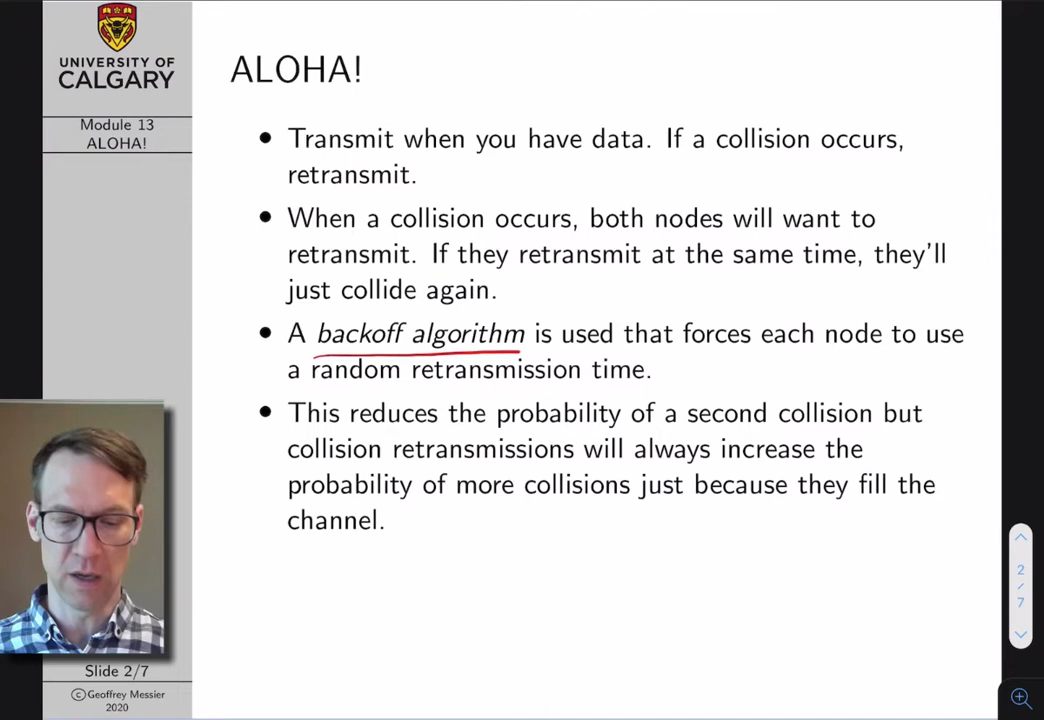 UNIVERSITY OF
CALGARY
Module 13
ALOHA!
ALOHA!
• Transmit when you have data. If a collision occurs,
retransmit.
• When a collision occurs, both nodes will want to
retransmit. If they retransmit at the same time, they'll
just collide again.
• A backoff algorithm is used that forces each node to use
a random retransmission time.
• This reduces the probability of a second collision but
collision retransmissions will always increase the
probability of more collisions just because they fill the
channel.
Slide 2/7
©Geoffrey Messier
2020
2
/
7